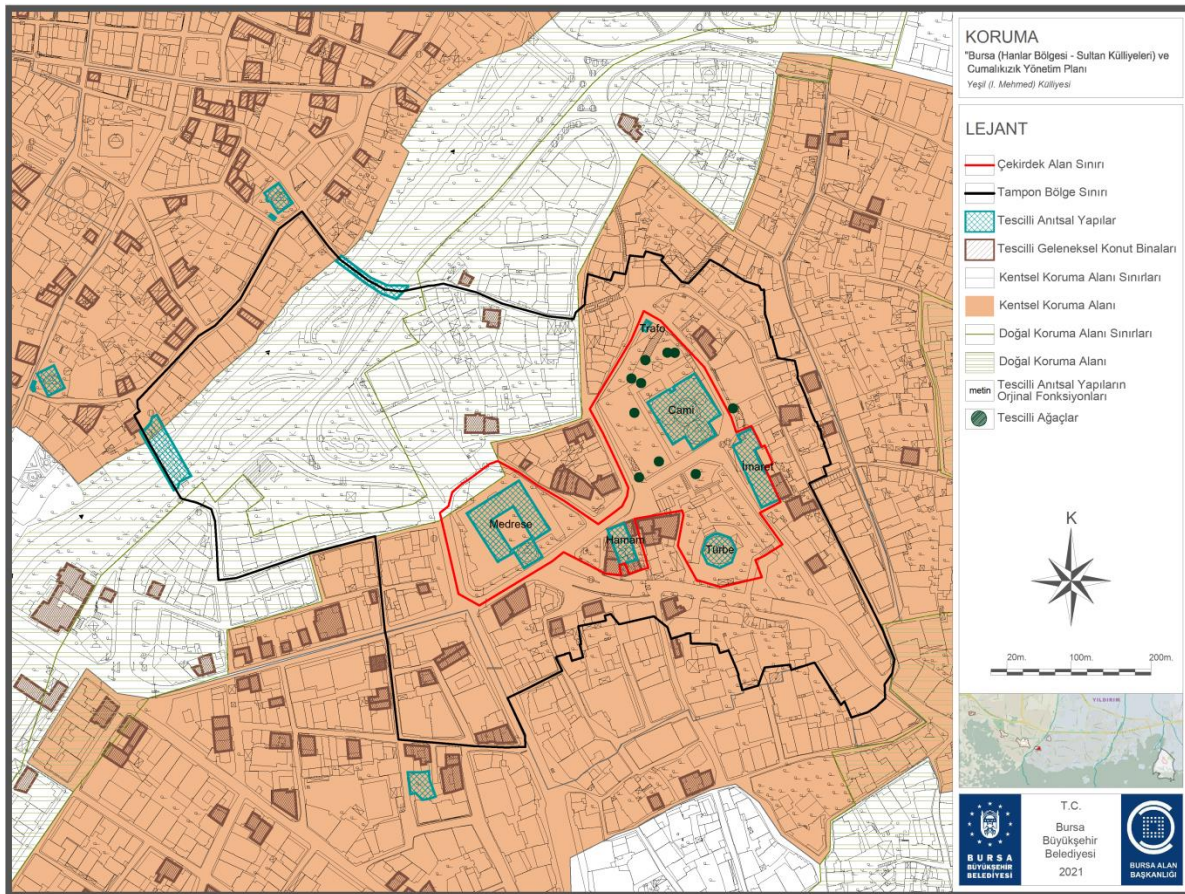 KORUMA
"Bursa (Hanlar Bölgesi - Sultan Külliyeleri) ve
Cumalıkızık Yönetim Planı
Yeşil (I. Mehmed) Külliyesi
LEJANT
Çekirdek Alan Sınırı
Tampon Bölge Sınırı
Tescilli Anıtsal Yapılar
Tescilli Geleneksel Konut Binaları
Kentsel Koruma Alanı Sınırları
Kentsel Koruma Alanı
Doğal Koruma Alanı Sınırları
Doğal Koruma Alanı
metin
Tescilli Anıtsal Yapıların
Orjinal Fonksiyonları
Tescilli Ağaçlar
Trafo
Cami
İmaret
Medrese
Hamam
Türbe
K
20m. 100m. 200m.
YILDIRIM
BURSA
BÜYÜKŞEHİR
BELEDİYESİ
T.C.
Bursa
Büyükşehir
Belediyesi
2021
BURSA ALAN
BAŞKANLIĞI